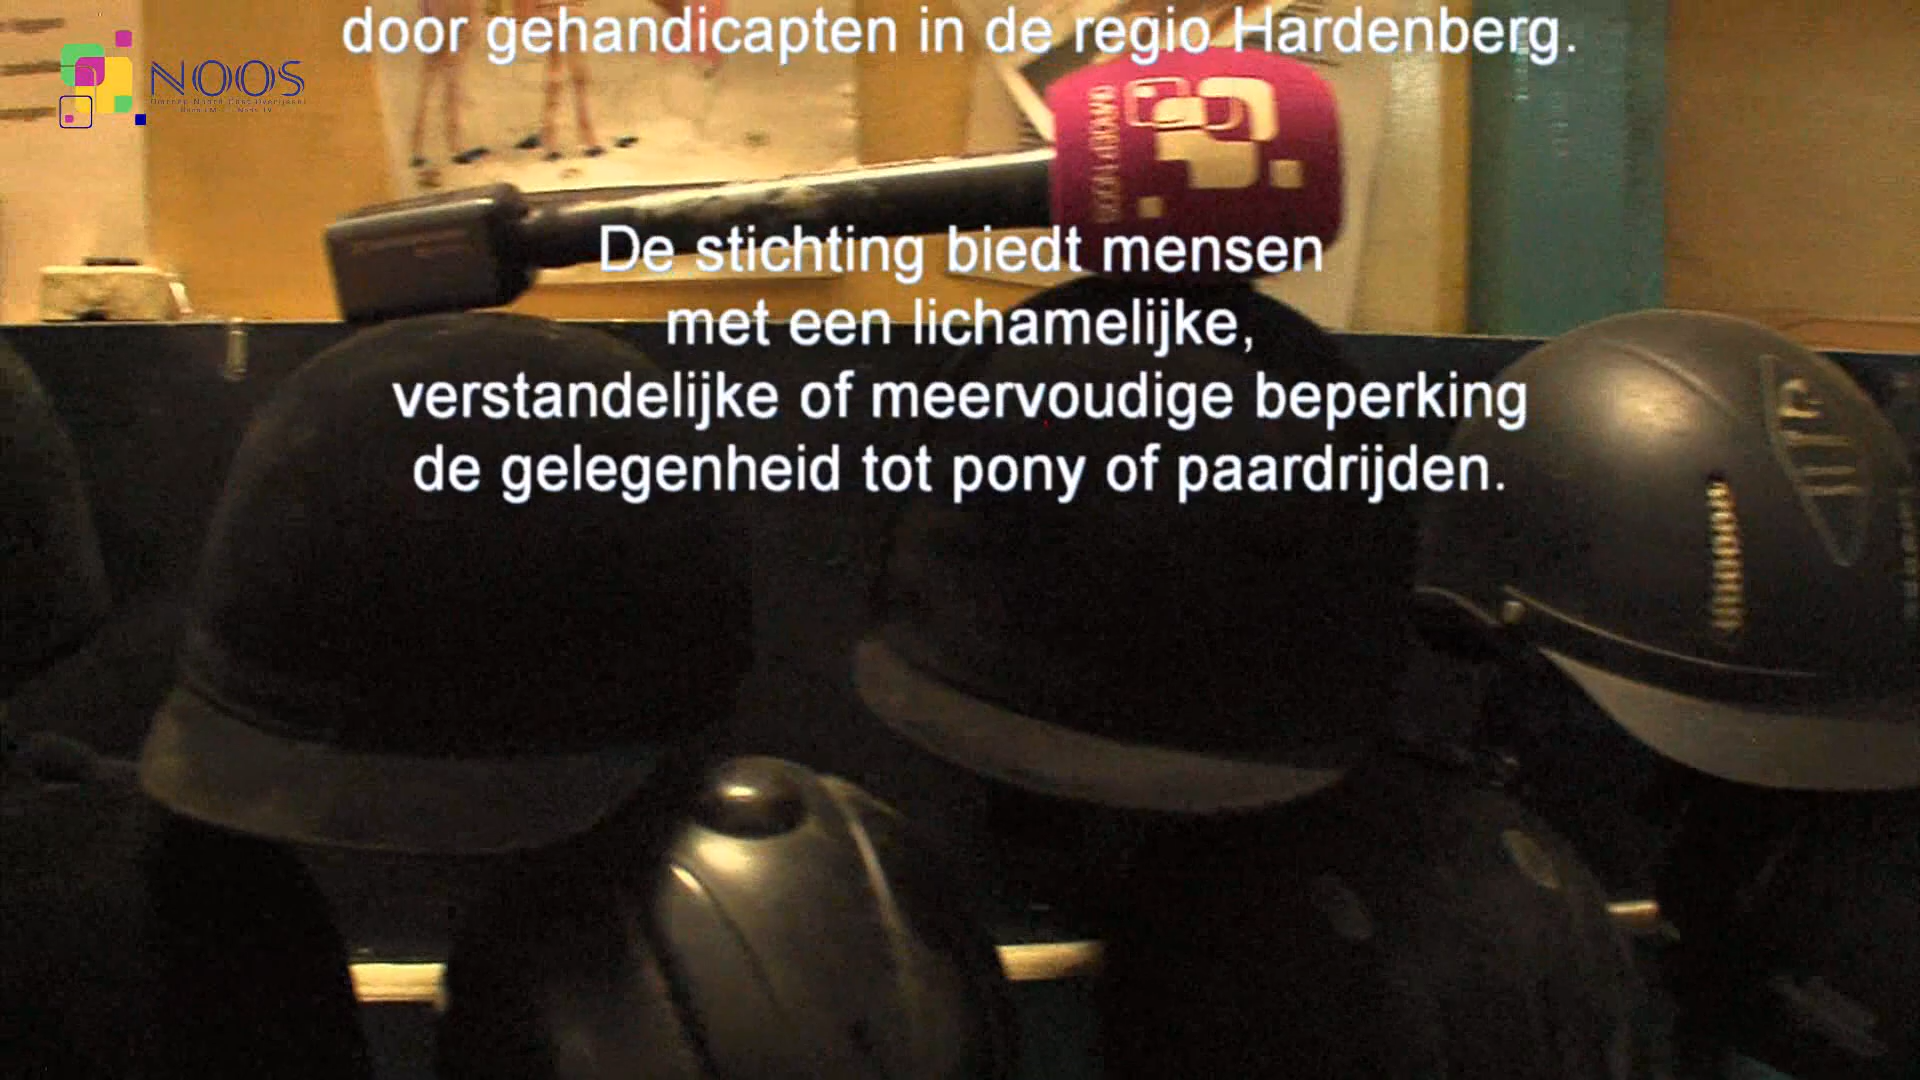 door gehandicapten in de regio Hardenberg.
NOOS
De stichting biedt mensen
met een lichamelijke,
verstandelijke of meervoudige beperking
de gelegenheid tot pony of paardrijden.